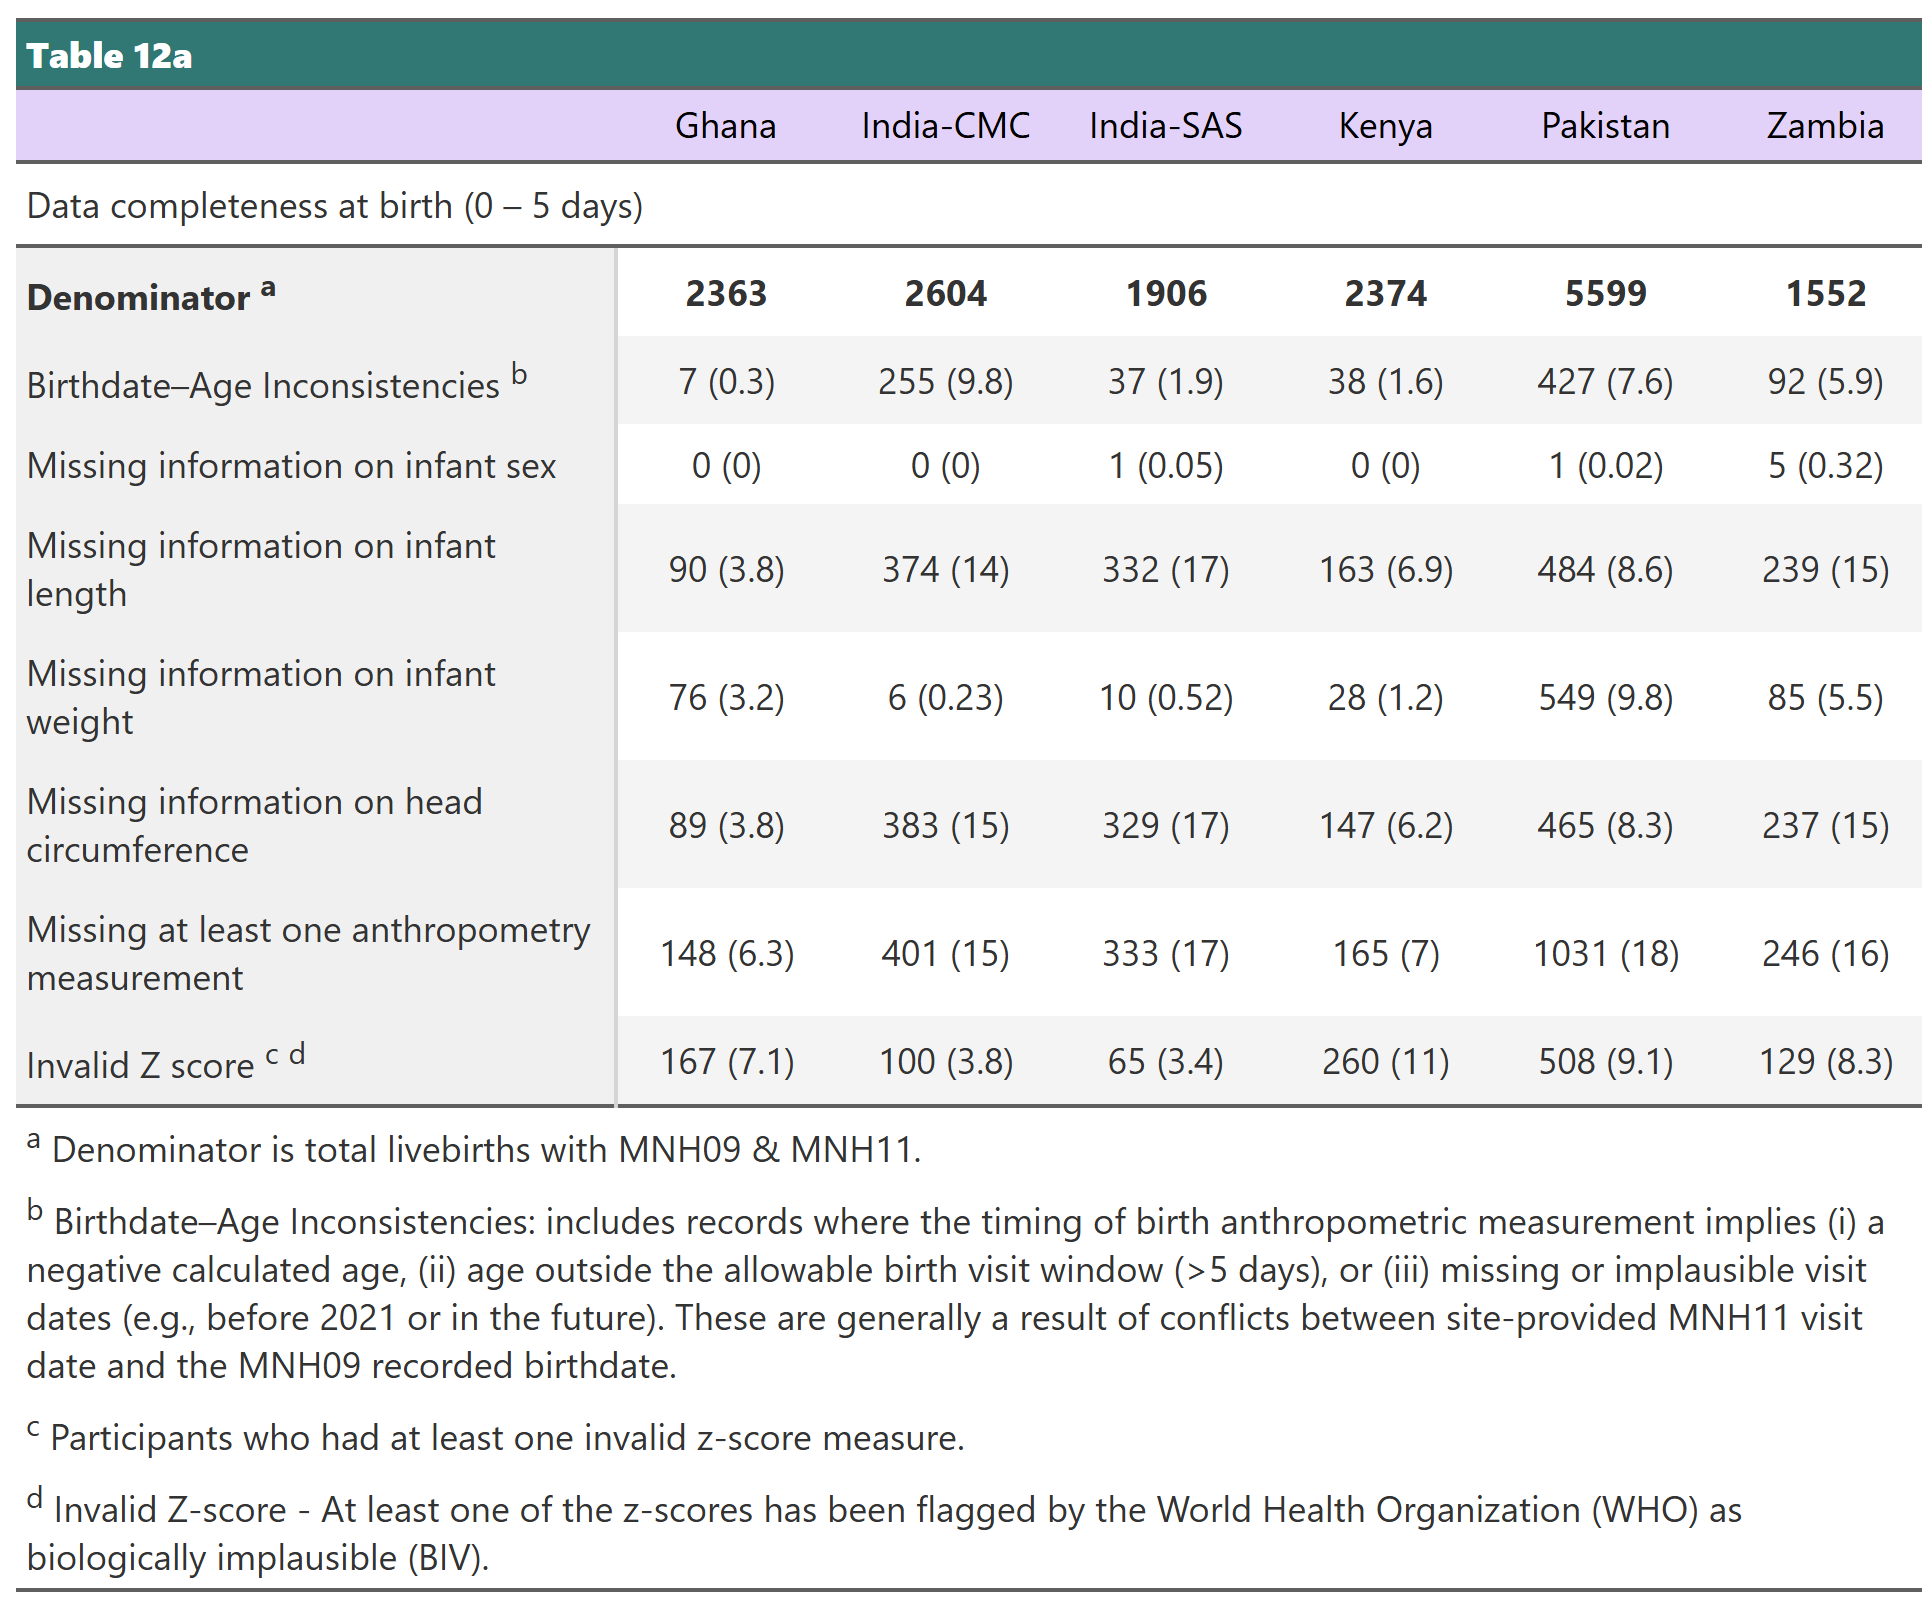 Table 12a
Ghana India-CMC India-SAS Kenya Pakistan Zambia
Data completeness at birth (0 – 5 days)
Denominator a 2363 2604 1906 2374 5599 1552
Birthdate–Age Inconsistencies b 7 (0.3) 255 (9.8) 37 (1.9) 38 (1.6) 427 (7.6) 92 (5.9)
Missing information on infant sex 0 (0) 0 (0) 1 (0.05) 0 (0) 1 (0.02) 5 (0.32)
Missing information on infant
length 90 (3.8) 374 (14) 332 (17) 163 (6.9) 484 (8.6) 239 (15)
Missing information on infant
weight 76 (3.2) 6 (0.23) 10 (0.52) 28 (1.2) 549 (9.8) 85 (5.5)
Missing information on head
circumference 89 (3.8) 383 (15) 329 (17) 147 (6.2) 465 (8.3) 237 (15)
Missing at least one anthropometry
measurement 148 (6.3) 401 (15) 333 (17) 165 (7) 1031 (18) 246 (16)
Invalid Z score c d 167 (7.1) 100 (3.8) 65 (3.4) 260 (11) 508 (9.1) 129 (8.3)
a Denominator is total livebirths with MNH09 & MNH11.
b Birthdate–Age Inconsistencies: includes records where the timing of birth anthropometric measurement implies (i) a
negative calculated age, (ii) age outside the allowable birth visit window (>5 days), or (iii) missing or implausible visit
dates (e.g., before 2021 or in the future). These are generally a result of conflicts between site-provided MNH11 visit
date and the MNH09 recorded birthdate.
c Participants who had at least one invalid z-score measure.
d Invalid Z-score - At least one of the z-scores has been flagged by the World Health Organization (WHO) as
biologically implausible (BIV).